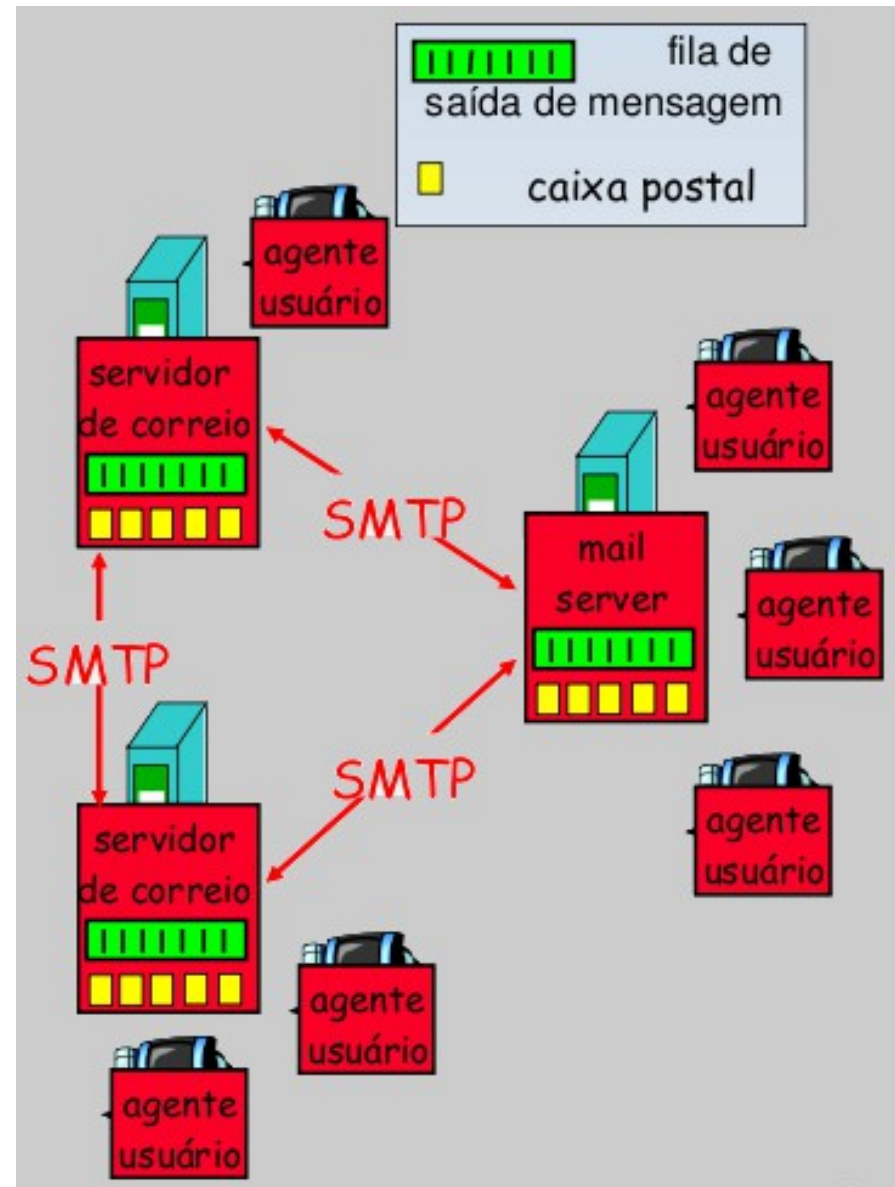 fila de
saída de mensagem
caixa postal
agente
usuário
servidor
de correio
agente
usuário
SMTP
mail
server
agente
usuário
SMTP
SMTP
agente
usuário
servidor
de correio
agente
usuário
agente
usuário